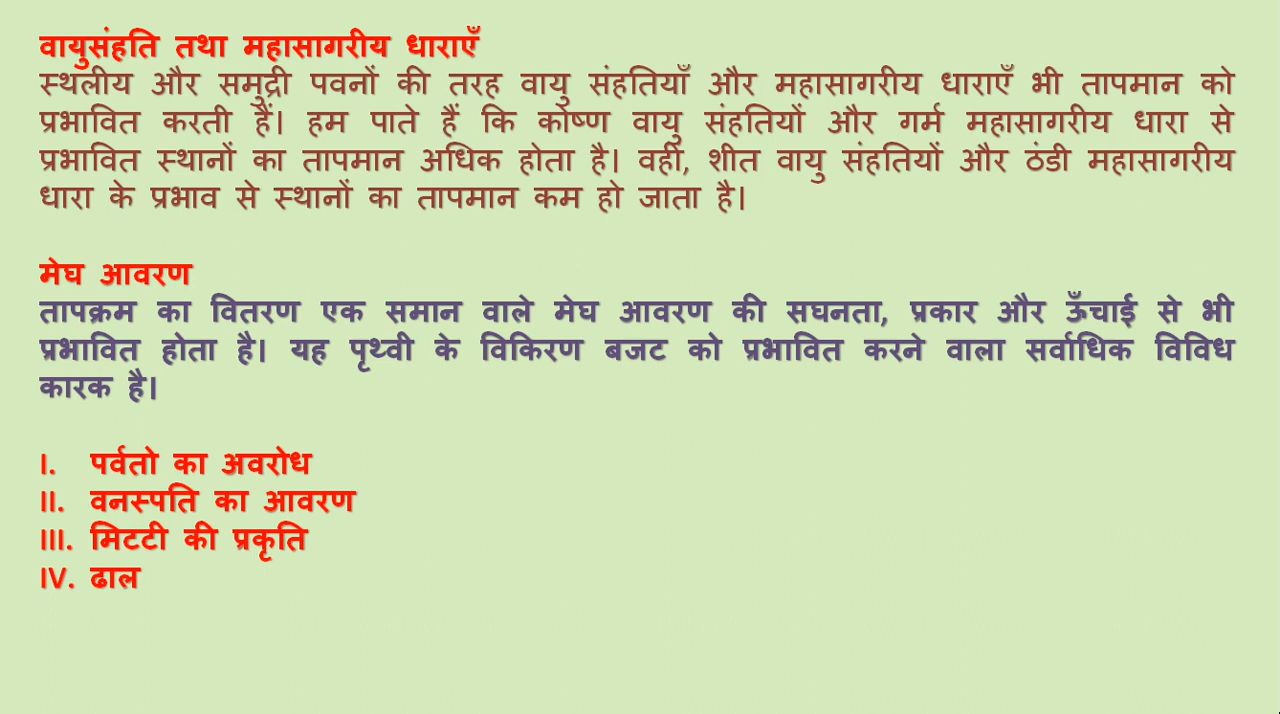 वायुसंहति तथा महासागरीय धाराएँ
स्थलीय और समुद्री पवनों की तरह वायु संहतियाँ और महासागरीय धाराएँ भी तापमान को
प्रभावित करती हैं। हम पाते हैं कि कोष्ण वायु संहतियों और गर्म महासागरीय धारा से
प्रभावित स्थानों का तापमान अधिक होता है। वहीं, शीत वायु संहतियों और ठंडी महासागरीय
धारा के प्रभाव से स्थानों का तापमान कम हो जाता है।
मेघ आवरण
तापक्रम का वितरण एक समान वाले मेघ आवरण की सघनता, प्रकार और ऊँचाई से भी
प्रभावित होता है। यह पृथ्वी के विकिरण बजट को प्रभावित करने वाला सर्वाधिक विविध
कारक है।
I. पर्वतो का अवरोध
II. वनस्पति का आवरण
III. मिटटी की प्रकृति
IV. ढाल